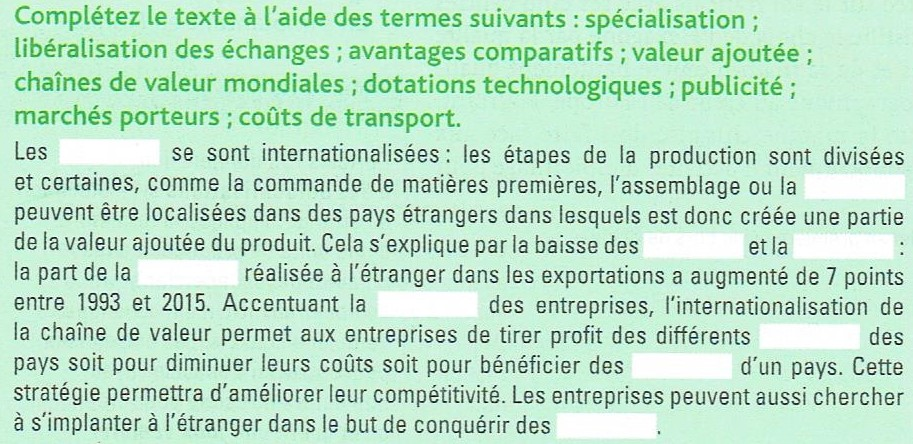 Complétez le texte à l'aide des termes suivants : spécialisation ;
libéralisation des échanges ; avantages comparatifs ; valeur ajoutée ;
chaînes de valeur mondiales ; dotations technologiques ; publicité ;
marchés porteurs ; coûts de transport.
Les se sont internationalisées : les étapes de la production sont divisées
et certaines, comme la commande de matières premières, l'assemblage ou la
peuvent être localisées dans des pays étrangers dans lesquels est donc créée une partie
de la valeur ajoutée du produit. Cela s'explique par la baisse des et la :
la part de la réalisée à l'étranger dans les exportations a augmenté de 7 points
entre 1993 et 2015. Accentuant la des entreprises, l'internationalisation de
la chaîne de valeur permet aux entreprises de tirer profit des différents des
pays soit pour diminuer leurs coûts soit pour bénéficier des d'un pays. Cette
stratégie permettra d'améliorer leur compétitivité. Les entreprises peuvent aussi chercher
à s'implanter à l'étranger dans le but de conquérir des .